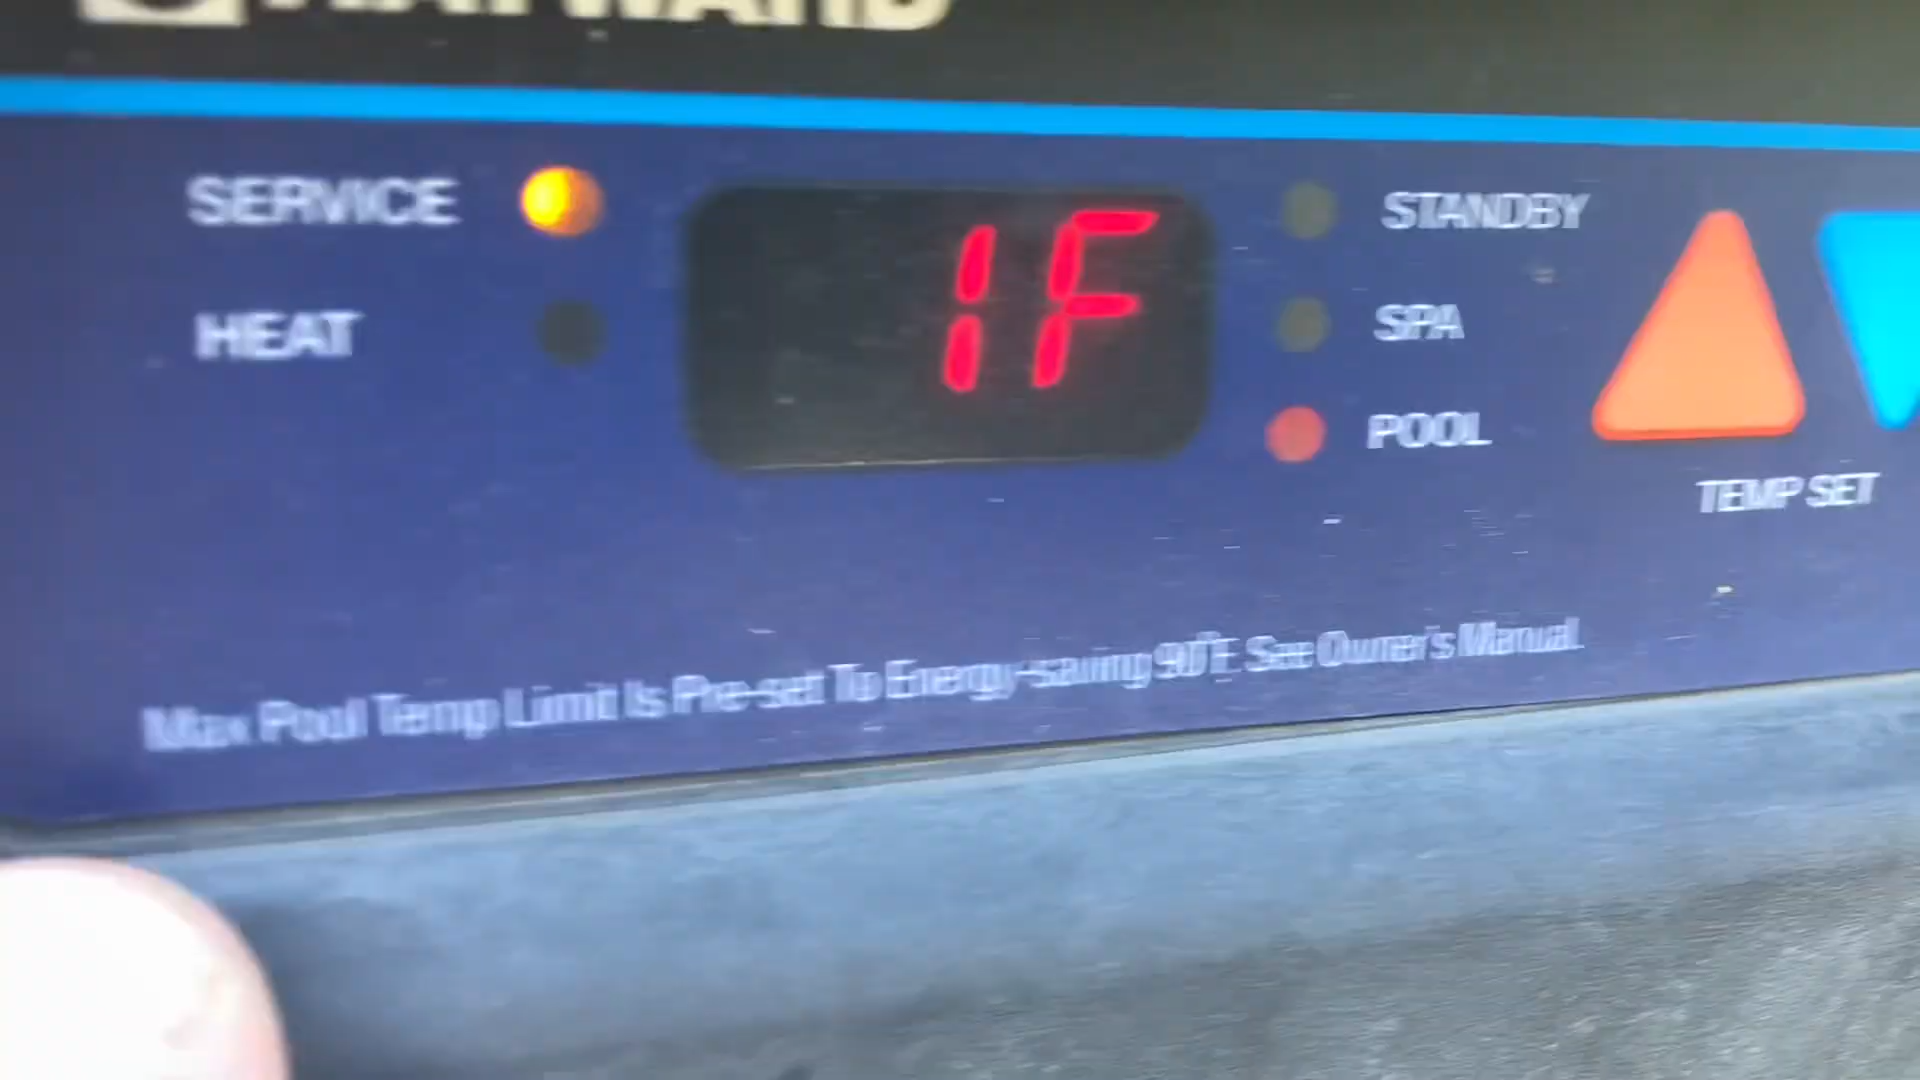 HAYWARD
SERVICE
HEAT
IF
STANDBY
SPA
POOL
TEMP SET
Max Pool Temp Limit Is Pre-set To Energy-saving 90°F. See Owner's Manual.